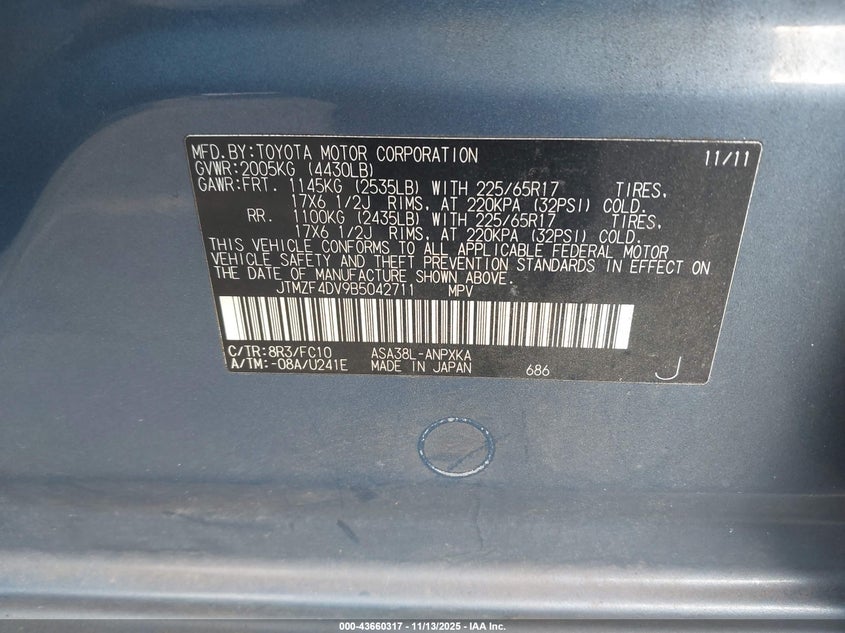 MFD.BY:TOYOTA MOTOR CORPORATION 11/11
GVWR:2005KG (4430LB)
GAWR:FRT. 1145KG (2535LB) WITH 225/65R17 TIRES,
17X6 1/2J RIMS, AT 220KPA (32PSI) COLD.
RR. 1100KG (2435LB) WITH 225/65R17 TIRES,
17X6 1/2J RIMS, AT 220KPA (32PSI) COLD.
THIS VEHICLE CONFORMS TO ALL APPLICABLE FEDERAL MOTOR
VEHICLE SAFETY AND THEFT PREVENTION STANDARDS IN EFFECT ON
THE DATE OF MANUFACTURE SHOWN ABOVE.
JTMZF4DV9B5042711 MPV
C/TR:8R3/FC10 ASA38L-ANPXKA
A/TM:-08A/U241E MADE IN JAPAN 686 J
000-43660317 - 11/13/2025 - IAA Inc.